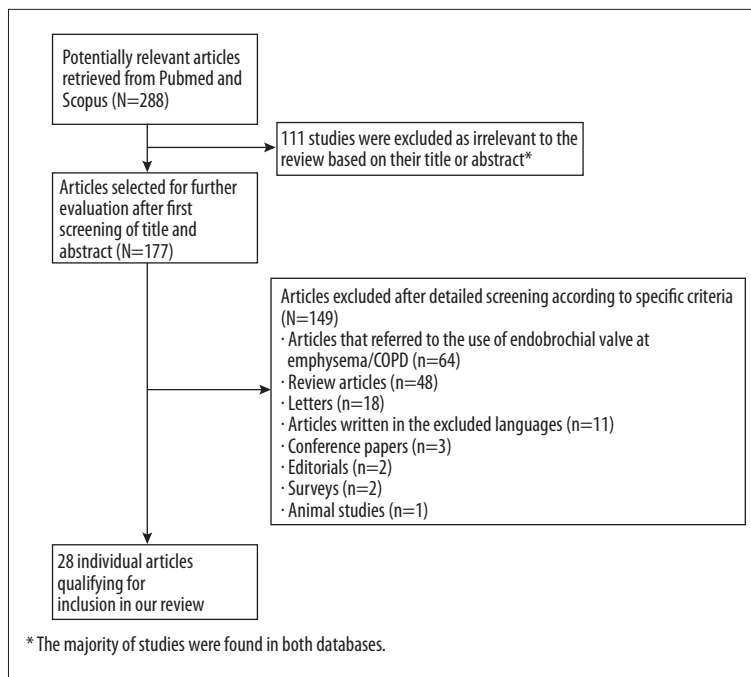 Potentially relevant articles
retrieved from Pubmed and
Scopus (N=288)
111 studies were excluded as irrelevant to the
review based on their title or abstract*
Articles selected for further
evaluation after first
screening of title and
abstract (N=177)
Articles excluded after detailed screening according to specific criteria
(N=149)
· Articles that referred to the use of endobrochial valve at
emphysema/COPD (n=64)
· Review articles (n=48)
· Letters (n=18)
· Articles written in the excluded languages (n=11)
· Conference papers (n=3)
· Editorials (n=2)
· Surveys (n=2)
· Animal studies (n=1)
28 individual articles
qualifying for
inclusion in our review
* The majority of studies were found in both databases.